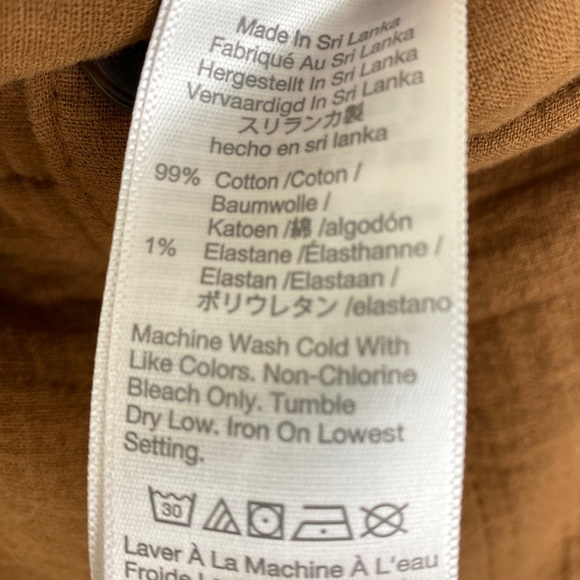 Made In Sri Lanka
Fabriqué Au Sri Lanka
Hergestellt In Sri Lanka
Vervaardigd In Sri Lanka
スリランカ製
hecho en sri lanka
99% Cotton /Coton /
Baumwolle /
Katoen /綿 /algodón
1% Elastane /Élasthanne /
Elastan /Elastaan /
ポリウレタン /elastano
Machine Wash Cold With
Like Colors. Non-Chlorine
Bleach Only. Tumble
Dry Low. Iron On Lowest
Setting.
30
Laver À La Machine À L'eau
Froide